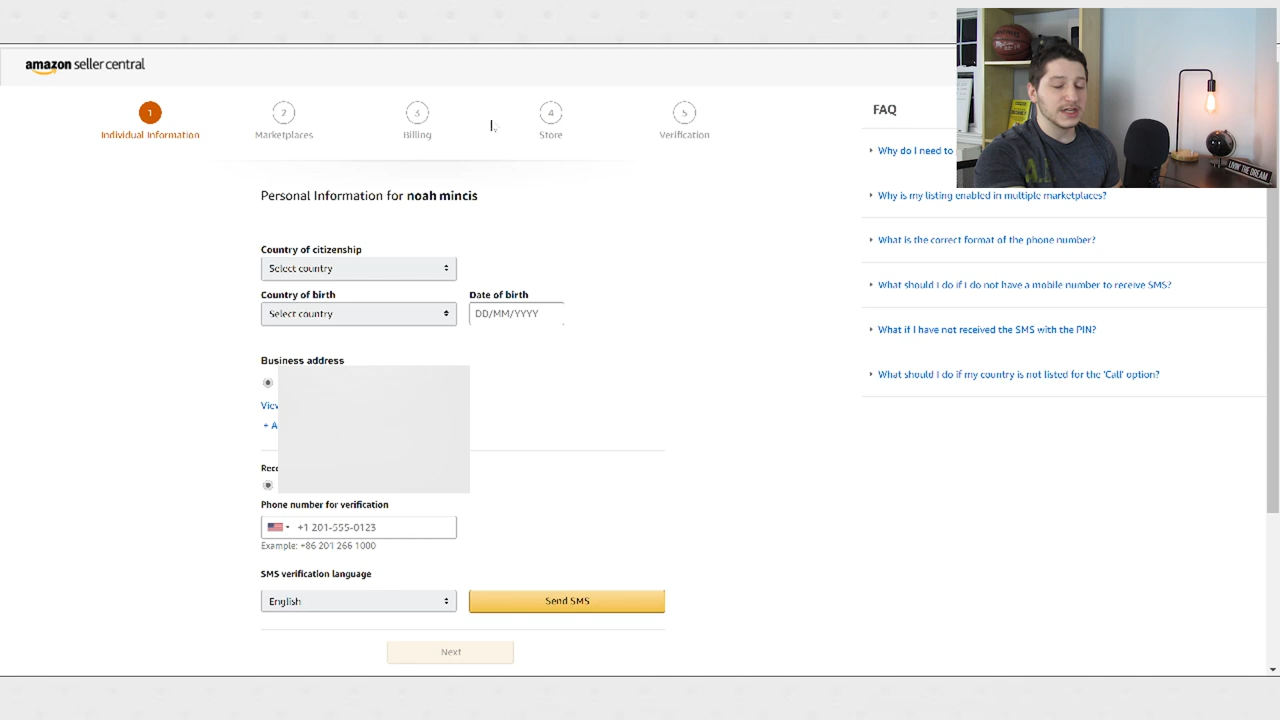 amazon seller central
1
2
3
4
5
Individual Information
Marketplaces
Billing
Store
Verification
Personal Information for noah mincis
Country of citizenship
Select country
Country of birth
Date of birth
Select country
DD/MM/YYYY
Business address
View
+ A
Rece
Phone number for verification
+1 201-555-0123
Example: +86 201 266 1000
SMS verification language
English
Send SMS
Next
FAQ
Why do I need to
Why is my listing enabled in multiple marketplaces?
What is the correct format of the phone number?
What should I do if I do not have a mobile number to receive SMS?
What if I have not received the SMS with the PIN?
What should I do if my country is not listed for the 'Call' option?
LIVIN' THE DREAM